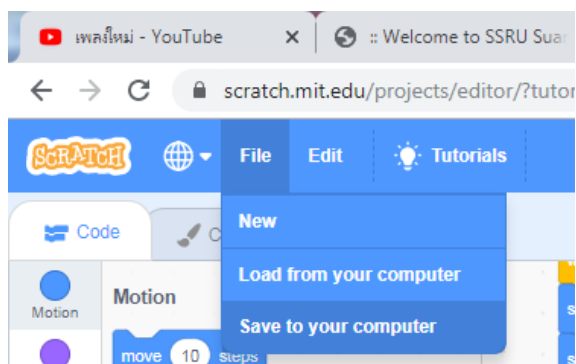 เพลงใหม่ - YouTube
:: Welcome to SSRU Suan
scratch.mit.edu/projects/editor/?tutor
SCRATCH
File
Edit
Tutorials
Code
New
Load from your computer
Save to your computer
Motion
Motion
move 10 steps